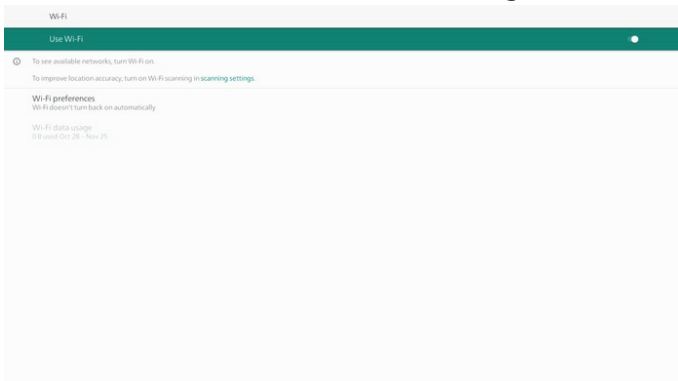 Wi-Fi
Use Wi-Fi
To see available networks, turn Wi-Fi on.
To improve location accuracy, turn on Wi-Fi scanning in scanning settings.
Wi-Fi preferences
Wi-Fi doesn't turn back on automatically
Wi-Fi data usage
0 B used Oct 28 – Nov 25